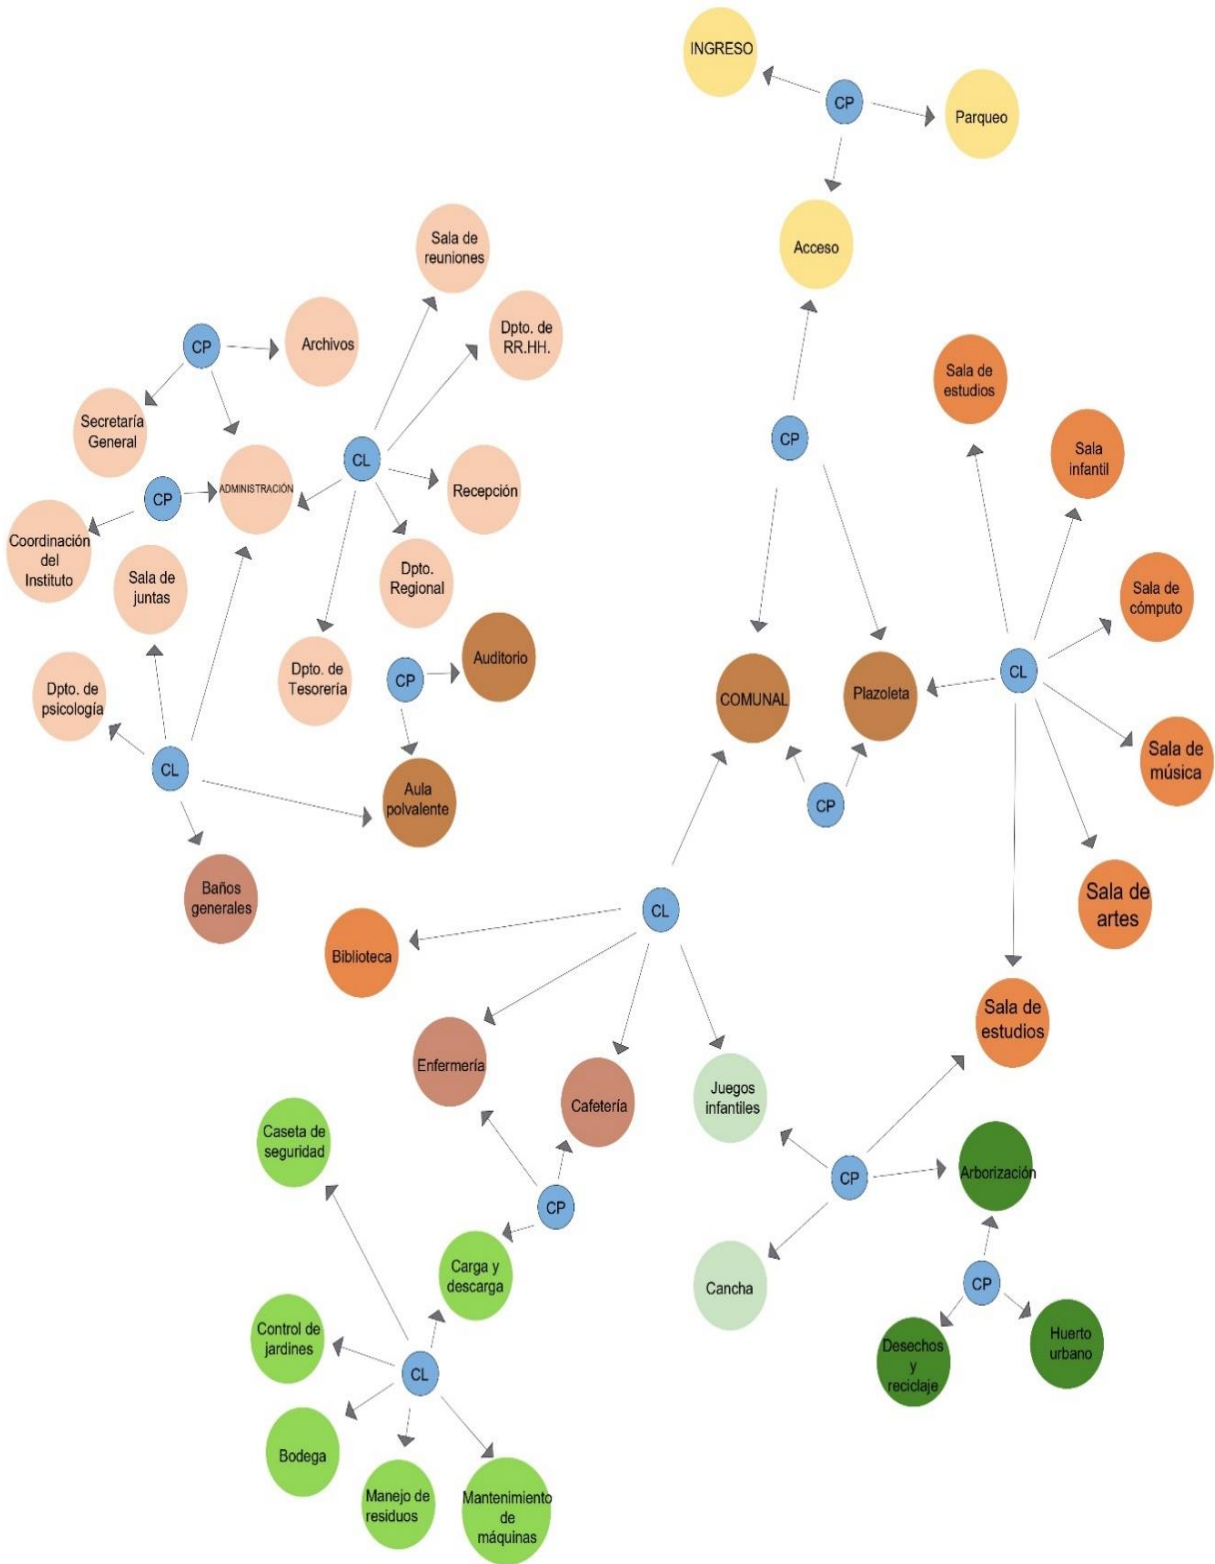 INGRESO
CP
Parqueo
Acceso
Sala de
reuniones
Dpto. de
RR.HH.
CP
Archivos
Secretaría
General
CL
ADMINISTRACIÓN
CP
Recepción
Coordinación
del
Instituto
Sala de
juntas
Dpto.
Regional
Dpto. de
Tesorería
CP
Auditorio
Dpto. de
psicología
CL
Aula
polvalente
Baños
generales
CP
Sala de
estudios
Sala
infantil
Sala de
cómputo
CL
COMUNAL
Plazoleta
CP
Sala de
música
Sala de
artes
Sala de
estudios
CL
Biblioteca
Enfermería
Cafetería
Juegos
infantiles
Caseta de
seguridad
CP
CP
Arborización
Carga y
descarga
Cancha
CP
Control de
jardines
CL
Desechos
y
reciclaje
Huerto
urbano
Bodega
Manejo de
residuos
Mantenimiento
de
máquinas